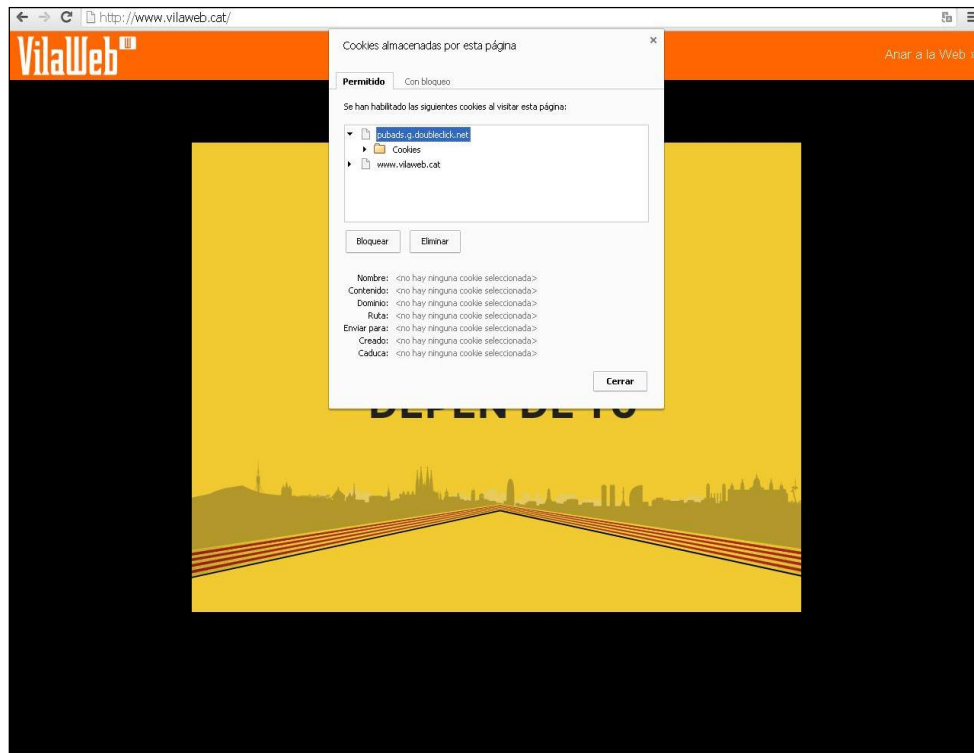 http://www.vilaweb.cat/
VilaWeb
Anar a la Web »
Cookies almacenadas por esta página
Permitido
Con bloqueo
Se han habilitado las siguientes cookies al visitar esta página:
pubads.g.doubleclick.net
Cookies
www.vilaweb.cat
Bloquear
Eliminar
Nombre: <no hay ninguna cookie seleccionada>
Contenido: <no hay ninguna cookie seleccionada>
Dominio: <no hay ninguna cookie seleccionada>
Ruta: <no hay ninguna cookie seleccionada>
Enviar para: <no hay ninguna cookie seleccionada>
Creado: <no hay ninguna cookie seleccionada>
Caduca: <no hay ninguna cookie seleccionada>
Cerrar
DEPEN DE TU